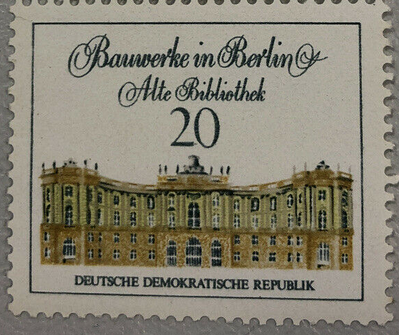 Bauwerke in Berlin
Alte Bibliothek
20
DEUTSCHE DEMOKRATISCHE REPUBLIK